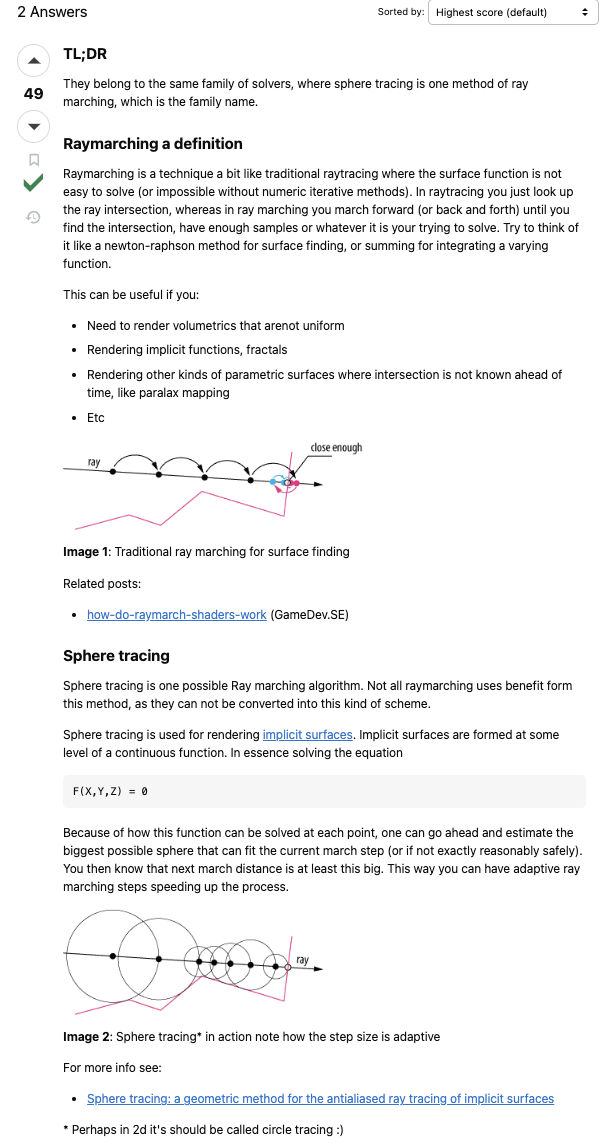 2 Answers
Sorted by: Highest score (default)
TL;DR
They belong to the same family of solvers, where sphere tracing is one method of ray
marching, which is the family name.
49
Raymarching a definition
Raymarching is a technique a bit like traditional raytracing where the surface function is not
easy to solve (or impossible without numeric iterative methods). In raytracing you just look up
the ray intersection, whereas in ray marching you march forward (or back and forth) until you
find the intersection, have enough samples or whatever it is your trying to solve. Try to think of
it like a newton-raphson method for surface finding, or summing for integrating a varying
function.
This can be useful if you:
• Need to render volumetrics that arenot uniform
• Rendering implicit functions, fractals
• Rendering other kinds of parametric surfaces where intersection is not known ahead of
time, like paralax mapping
• Etc
close enough
ray
Image 1: Traditional ray marching for surface finding
Related posts:
• how-do-raymarch-shaders-work (GameDev.SE)
Sphere tracing
Sphere tracing is one possible Ray marching algorithm. Not all raymarching uses benefit form
this method, as they can not be converted into this kind of scheme.
Sphere tracing is used for rendering implicit surfaces. Implicit surfaces are formed at some
level of a continuous function. In essence solving the equation
F(X,Y,Z) = 0
Because of how this function can be solved at each point, one can go ahead and estimate the
biggest possible sphere that can fit the current march step (or if not exactly reasonably safely).
You then know that next march distance is at least this big. This way you can have adaptive ray
marching steps speeding up the process.
ray
Image 2: Sphere tracing* in action note how the step size is adaptive
For more info see:
• Sphere tracing: a geometric method for the antialiased ray tracing of implicit surfaces
* Perhaps in 2d it's should be called circle tracing :)